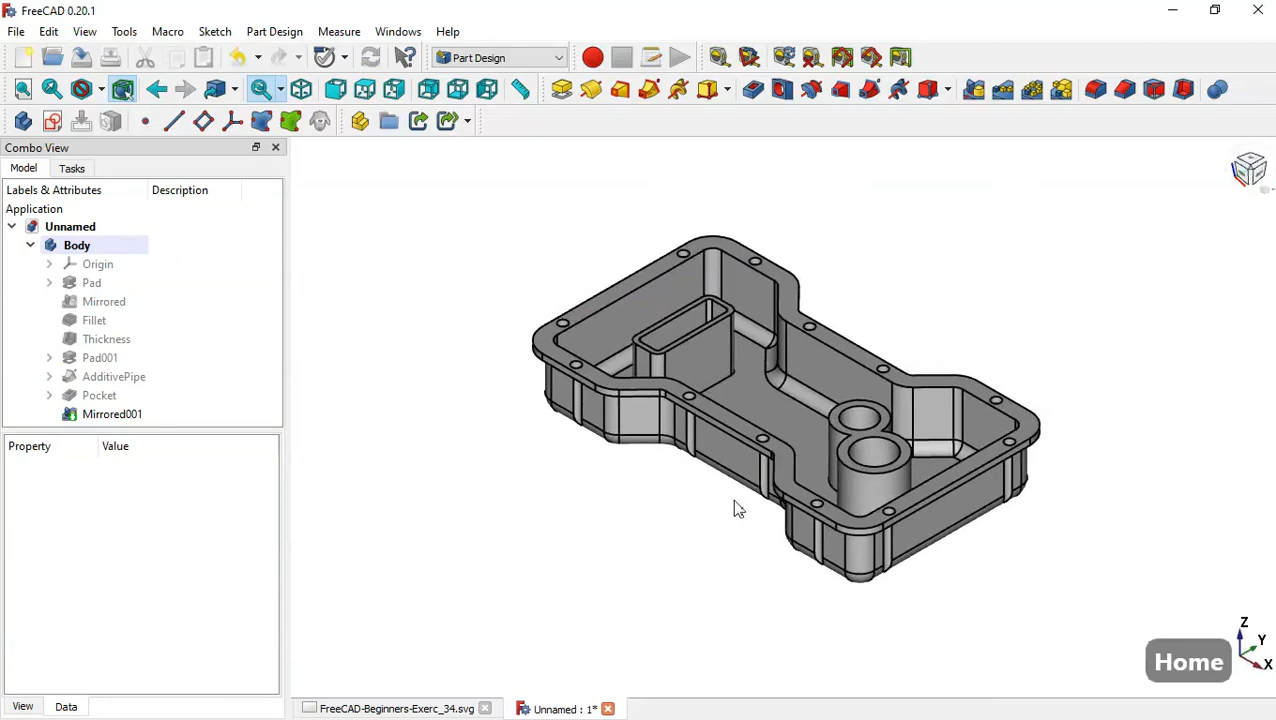 FreeCAD 0.20.1
File Edit View Tools Macro Sketch Part Design Measure Windows Help
Part Design
Combo View
Model Tasks
Labels & Attributes Description
Application
Unnamed
Body
Origin
Pad
Mirrored
Fillet
Thickness
Pad001
AdditivePipe
Pocket
Mirrored001
Property Value
Z
Y
X
Home
View Data
FreeCAD-Beginners-Exerc_34.svg
Unnamed : 1*